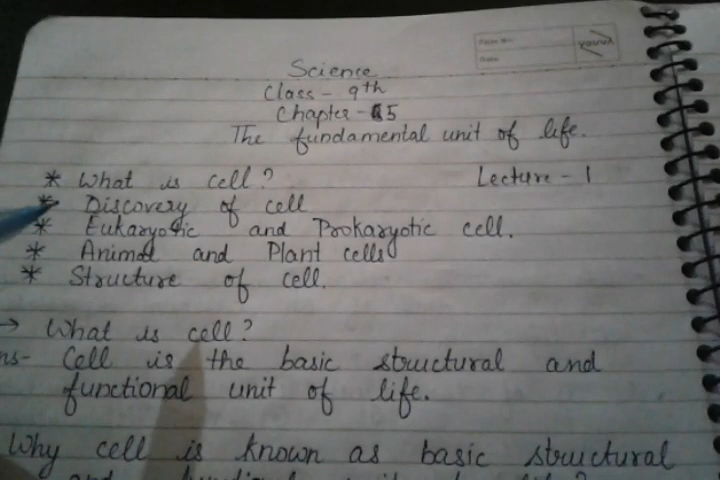 Science
Class - 9th
Chapter - 5
The fundamental unit of life.
* What is cell? Lecture - 1
* Discovery of cell
* Eukaryotic and Prokaryotic cell.
* Animal and Plant cells
* Structure of cell.
→ What is cell?
ns- Cell is the basic structural and
functional unit of life.
Why cell is known as basic structural